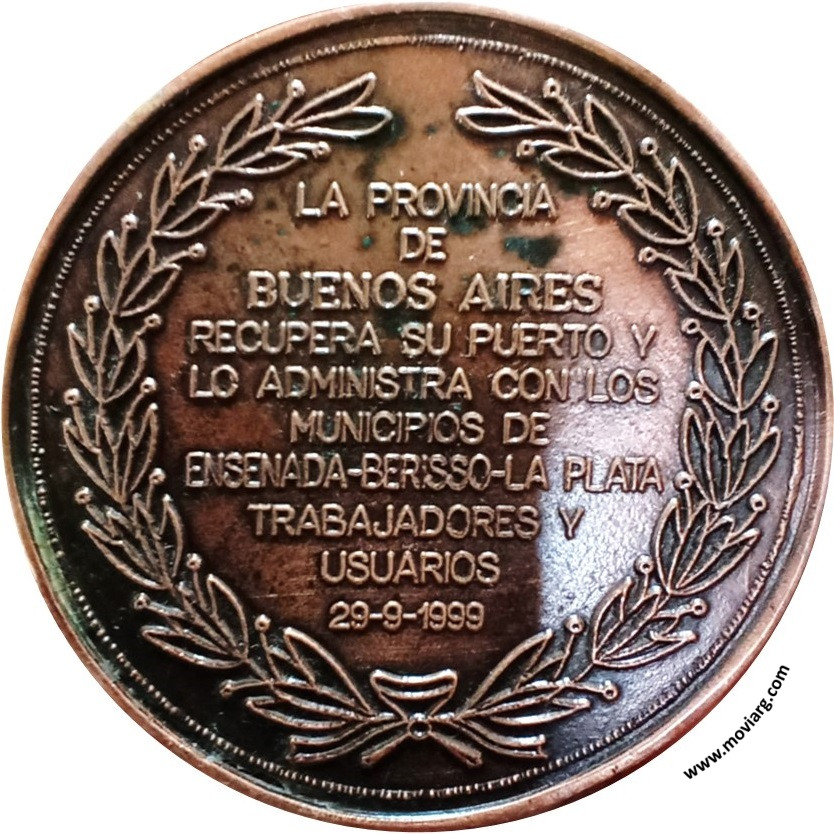 LA PROVINCIA
DE
BUENOS AIRES
RECUPERA SU PUERTO Y
LO ADMINISTRA CON LOS
MUNICIPIOS DE
ENSENADA-BERISSO-LA PLATA
TRABAJADORES Y
USUARIOS
29-9-1999
www.moviarg.com